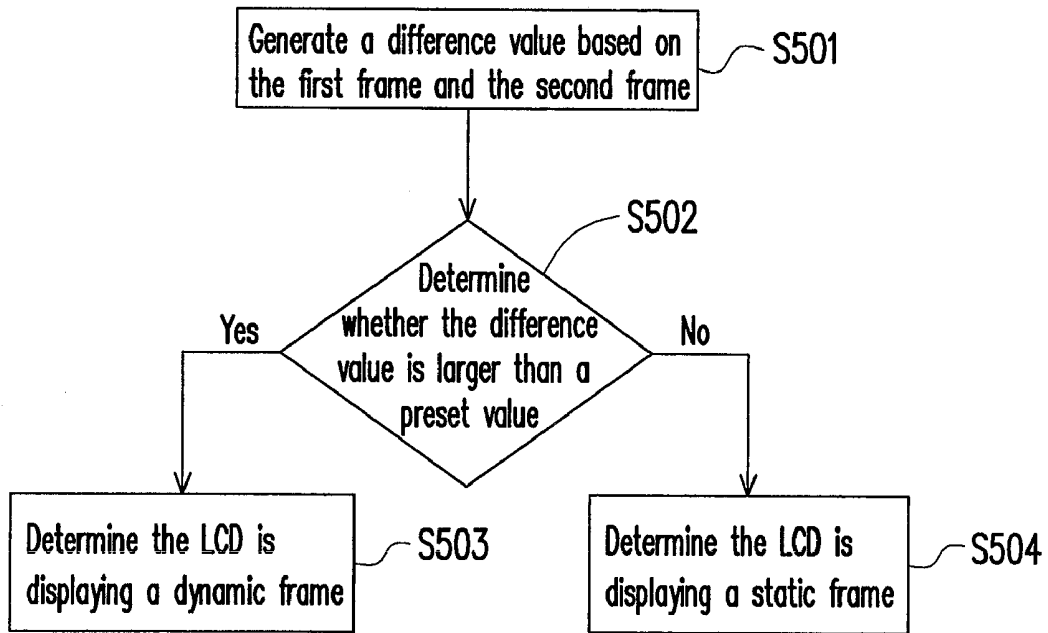 Generate a difference value based on
the first frame and the second frame
S501
S502
Determine
whether the difference
value is larger than a
preset value
Yes
No
Determine the LCD is
displaying a dynamic frame
S503
Determine the LCD is
displaying a static frame
S504